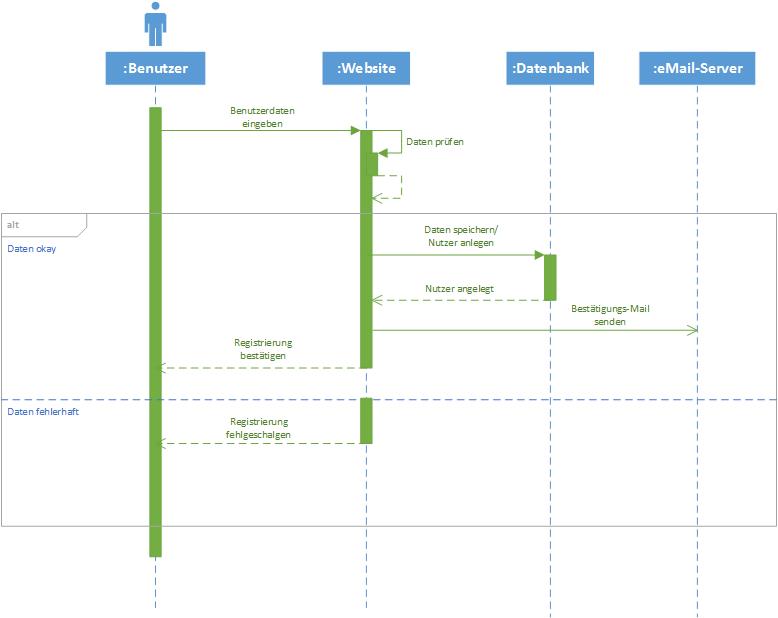 :Benutzer
:Website
:Datenbank
:eMail-Server
Benutzerdaten
eingeben
Daten prüfen
alt
Daten okay
Daten speichern/
Nutzer anlegen
Nutzer angelegt
Bestätigungs-Mail
senden
Registrierung
bestätigen
Daten fehlerhaft
Registrierung
fehlgeschalgen